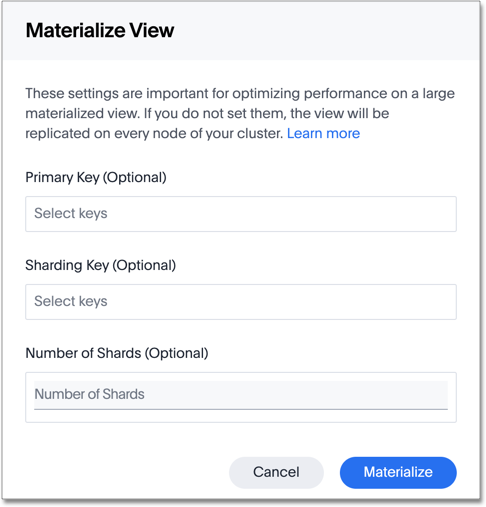 Materialize View
These settings are important for optimizing performance on a large
materialized view. If you do not set them, the view will be
replicated on every node of your cluster. Learn more
Primary Key (Optional)
Select keys
Sharding Key (Optional)
Select keys
Number of Shards (Optional)
Number of Shards
Cancel Materialize